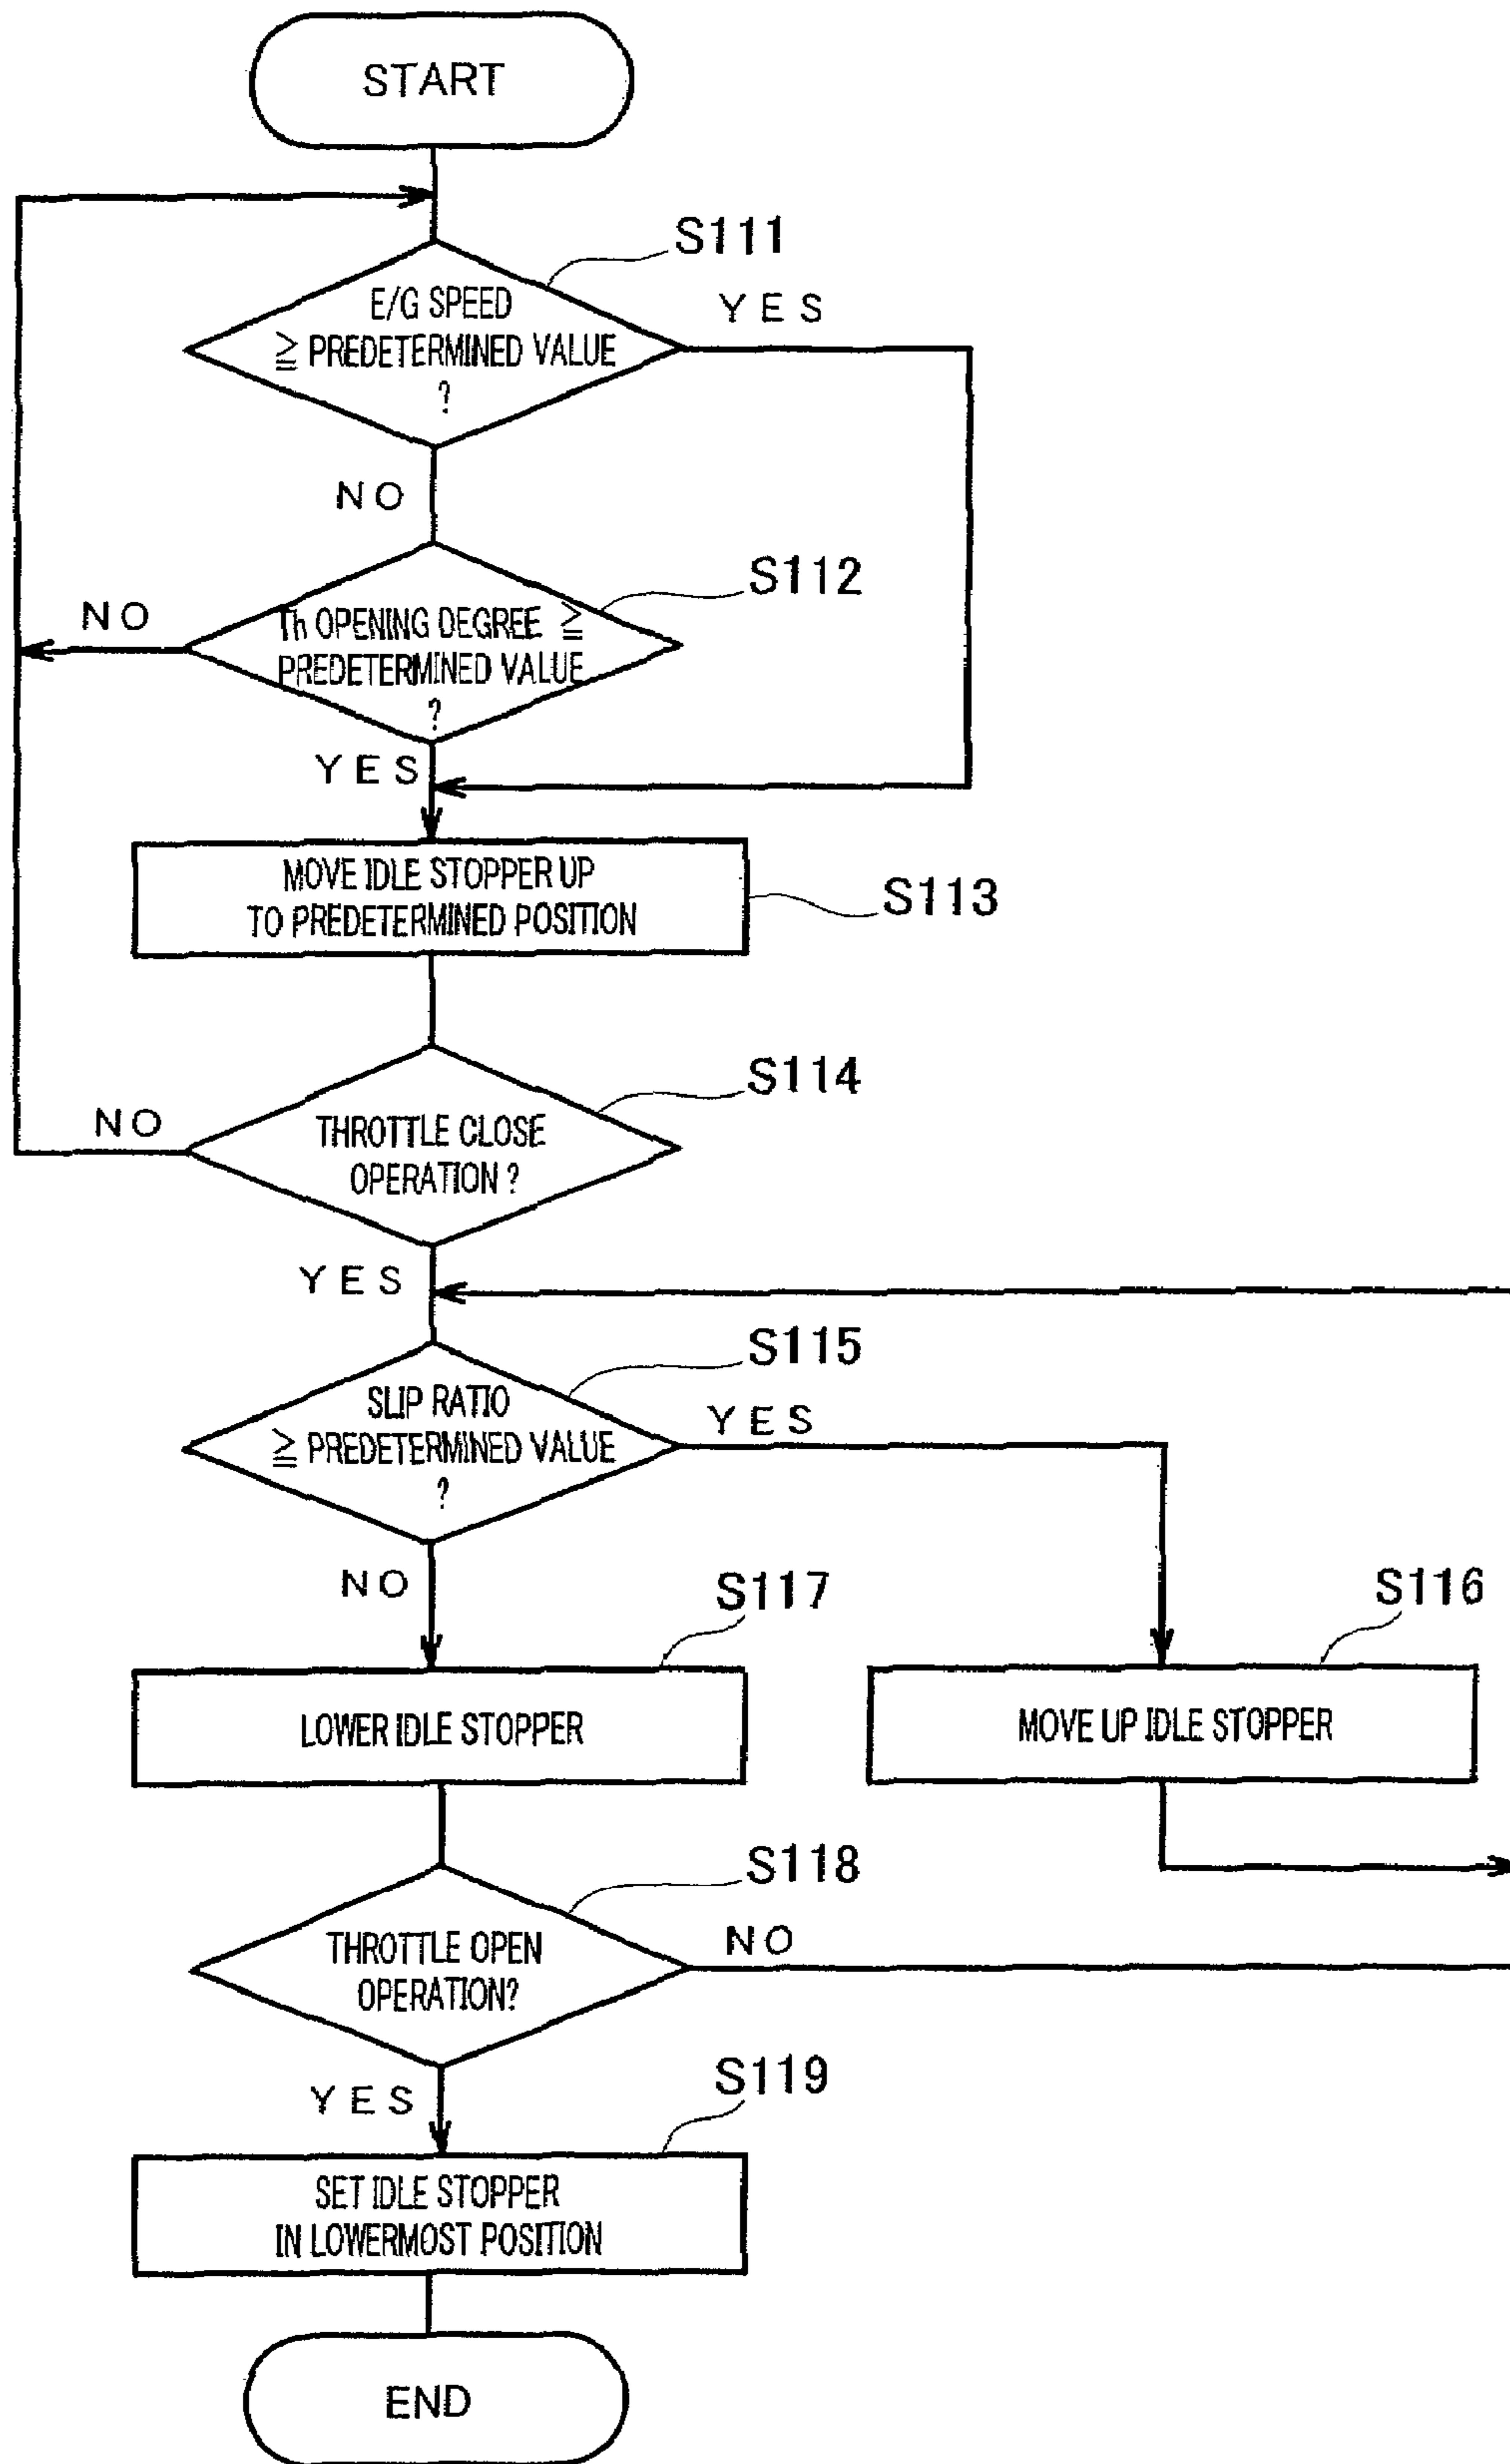 START
S111
E/G SPEED
≧ PREDETERMINED VALUE
?
YES
NO
S112
Th OPENING DEGREE ≧
PREDETERMINED VALUE
?
NO
YES
MOVE IDLE STOPPER UP
TO PREDETERMINED POSITION
S113
S114
THROTTLE CLOSE
OPERATION ?
NO
YES
S115
SLIP RATIO
≧ PREDETERMINED VALUE
?
YES
NO
S117
S116
LOWER IDLE STOPPER
MOVE UP IDLE STOPPER
S118
THROTTLE OPEN
OPERATION?
NO
YES
S119
SET IDLE STOPPER
IN LOWERMOST POSITION
END